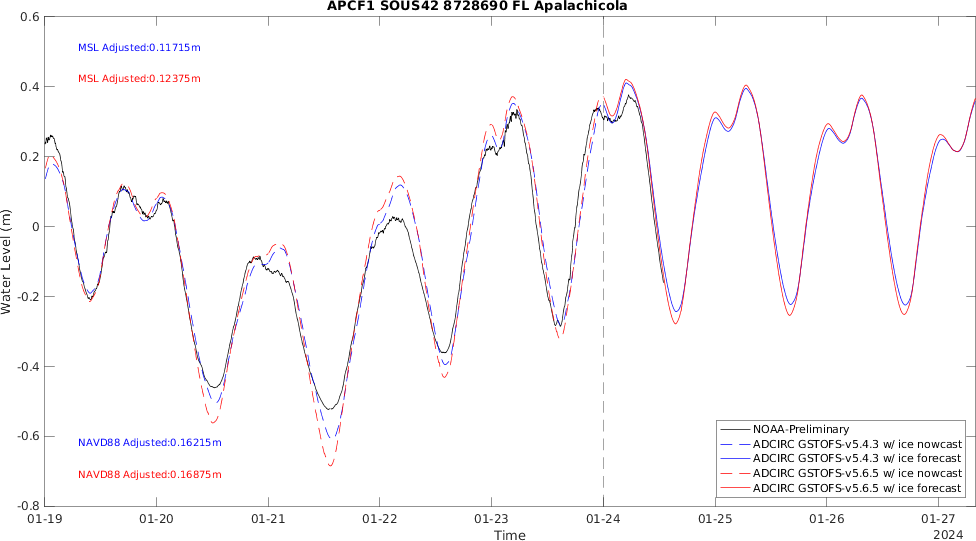 APCF1 SOUS42 8728690 FL Apalachicola
MSL Adjusted:0.11715m
MSL Adjusted:0.12375m
NAVD88 Adjusted:0.16215m
NAVD88 Adjusted:0.16875m
Water Level (m)
0.6
0.4
0.2
0
-0.2
-0.4
-0.6
-0.8
NOAA-Preliminary
ADCIRC GSTOFS-v5.4.3 w/ ice nowcast
ADCIRC GSTOFS-v5.4.3 w/ ice forecast
ADCIRC GSTOFS-v5.6.5 w/ ice nowcast
ADCIRC GSTOFS-v5.6.5 w/ ice forecast
01-19 01-20 01-21 01-22 01-23 01-24 01-25 01-26 01-27
Time
2024